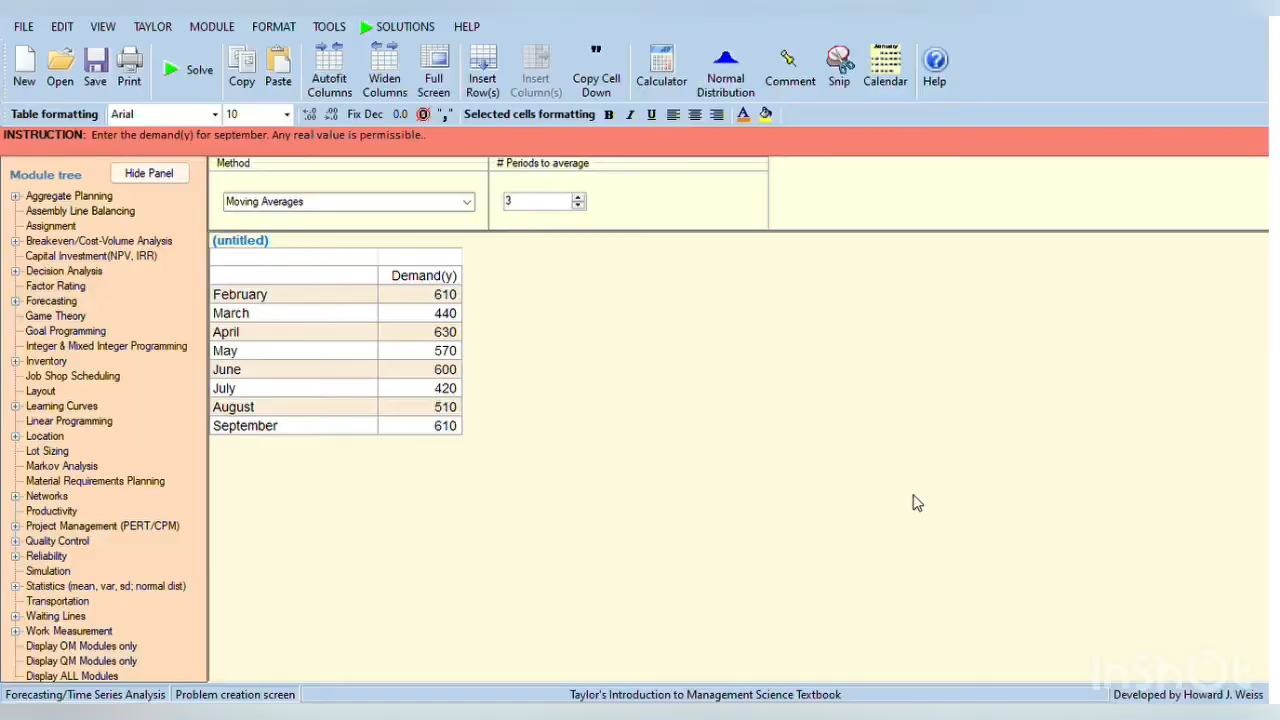 FILE EDIT VIEW TAYLOR MODULE FORMAT TOOLS SOLUTIONS HELP
New Open Save Print Solve Copy Paste Autofit Columns Widen Columns Full Screen Insert Row(s) Insert Column(s) Copy Cell Down Calculator Normal Distribution Comment Snip January Calendar Help
Table formatting Arial 10 Fix Dec 0.0 Selected cells formatting B I U A
INSTRUCTION: Enter the demand(y) for september. Any real value is permissible..
Module tree Hide Panel
Aggregate Planning
Assembly Line Balancing
Assignment
Breakeven/Cost-Volume Analysis
Capital Investment(NPV, IRR)
Decision Analysis
Factor Rating
Forecasting
Game Theory
Goal Programming
Integer & Mixed Integer Programming
Inventory
Job Shop Scheduling
Layout
Learning Curves
Linear Programming
Location
Lot Sizing
Markov Analysis
Material Requirements Planning
Networks
Productivity
Project Management (PERT/CPM)
Quality Control
Reliability
Simulation
Statistics (mean, var, sd; normal dist)
Transportation
Waiting Lines
Work Measurement
Display OM Modules only
Display QM Modules only
Display ALL Modules
Method
Moving Averages
# Periods to average
3
(untitled)
Demand(y)
February 610
March 440
April 630
May 570
June 600
July 420
August 510
September 610
InShOt
Forecasting/Time Series Analysis Problem creation screen Taylor's Introduction to Management Science Textbook Developed by Howard J. Weiss